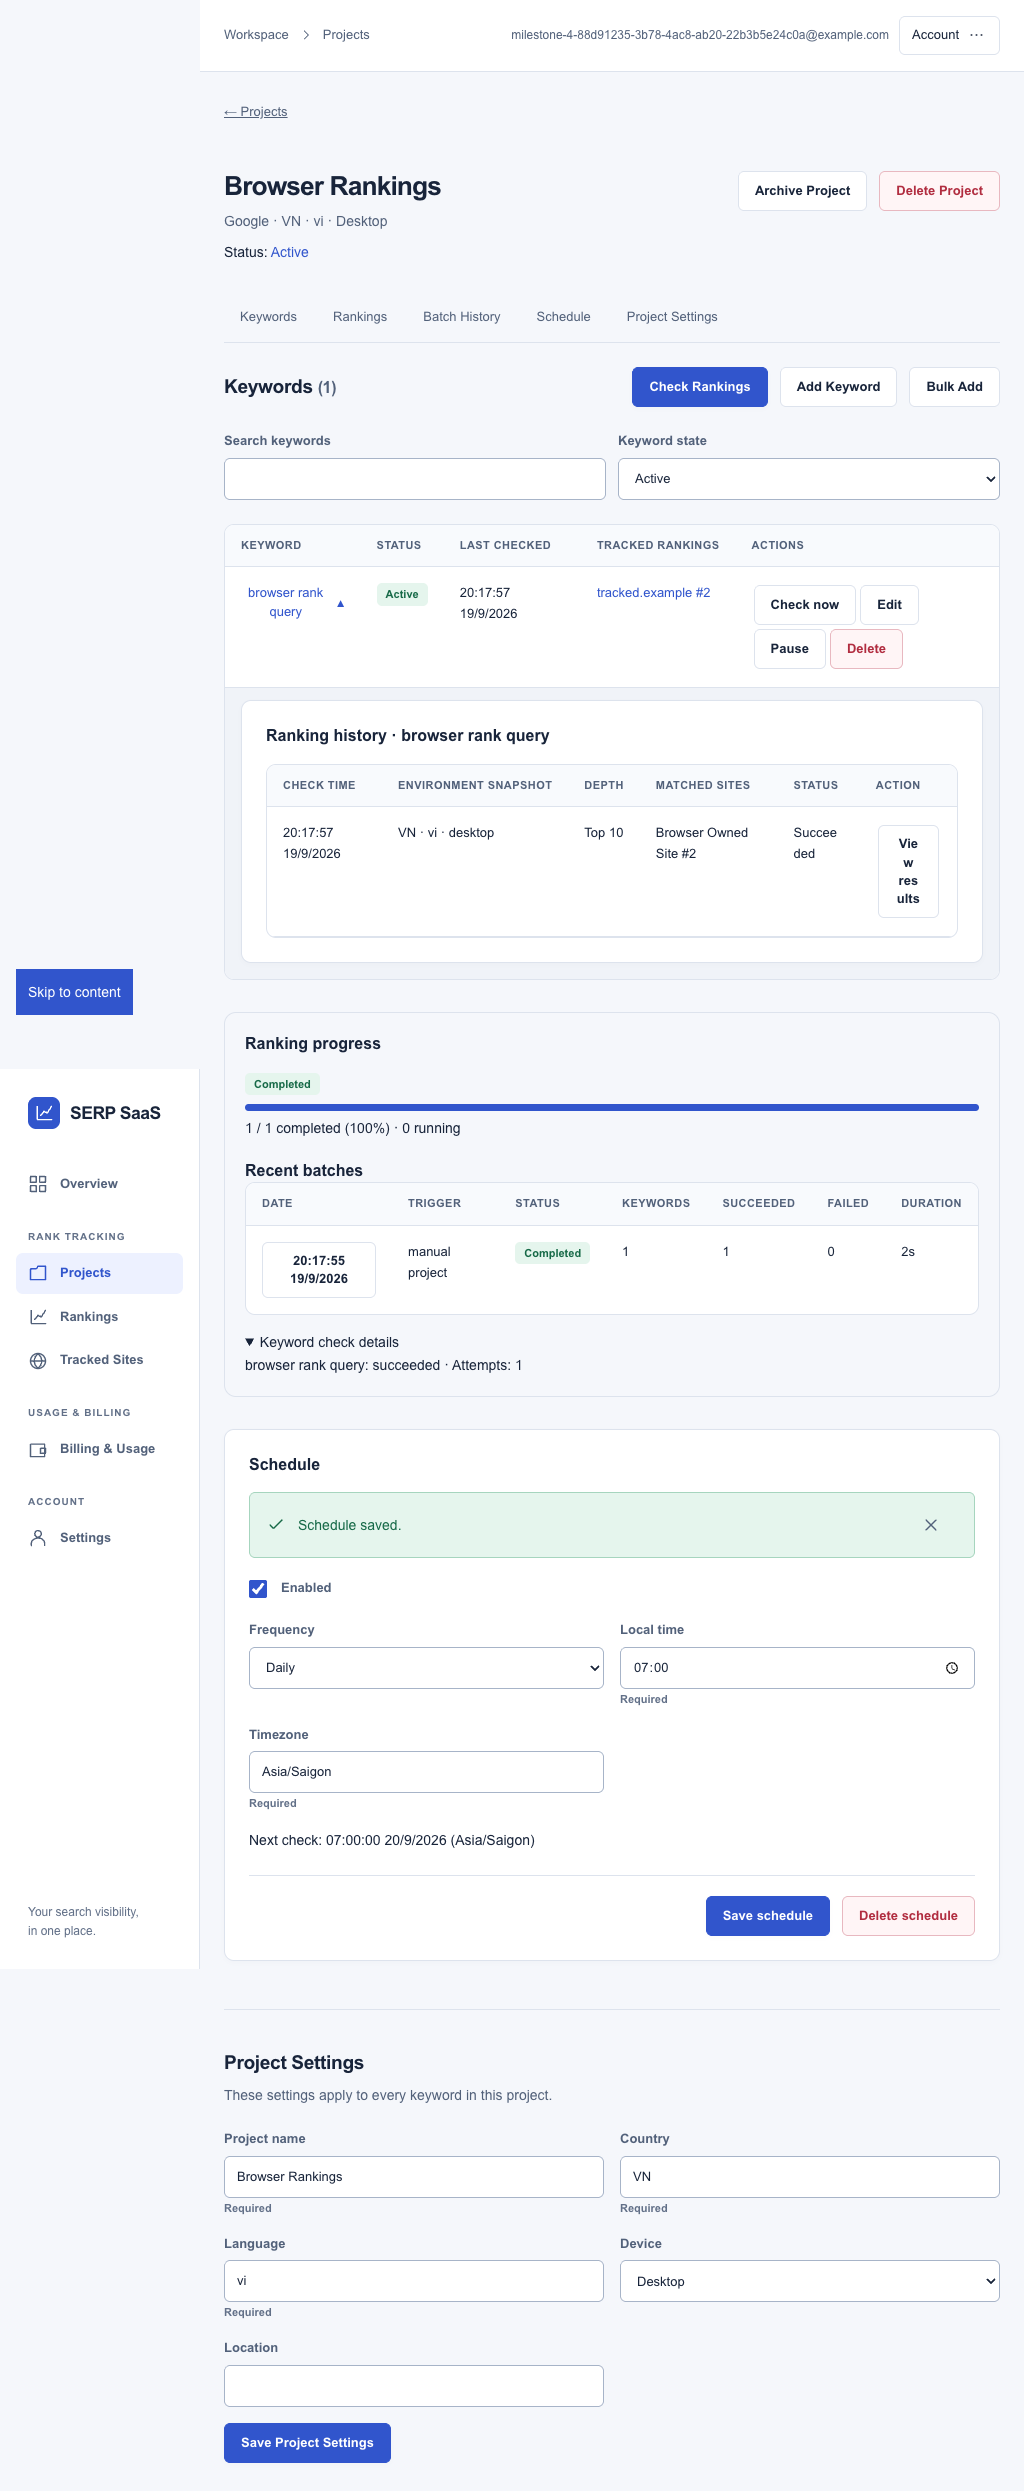 Workspace > Projects
milestone-4-88d91235-3b78-4ac8-ab20-22b3b5e24c0a@example.com
Account ···
← Projects
Browser Rankings
Archive Project
Delete Project
Google · VN · vi · Desktop
Status: Active
Keywords
Rankings
Batch History
Schedule
Project Settings
Keywords (1)
Check Rankings
Add Keyword
Bulk Add
Search keywords
Keyword state
Active
KEYWORD
STATUS
LAST CHECKED
TRACKED RANKINGS
ACTIONS
browser rank
query
▲
Active
20:17:57
19/9/2026
tracked.example #2
Check now
Edit
Pause
Delete
Ranking history · browser rank query
CHECK TIME
ENVIRONMENT SNAPSHOT
DEPTH
MATCHED SITES
STATUS
ACTION
20:17:57
19/9/2026
VN · vi · desktop
Top 10
Browser Owned
Site #2
Succee
ded
Vie
w
res
ults
Skip to content
Ranking progress
Completed
1 / 1 completed (100%) · 0 running
Recent batches
DATE
TRIGGER
STATUS
KEYWORDS
SUCCEEDED
FAILED
DURATION
20:17:55
19/9/2026
manual
project
Completed
1
1
0
2s
▼ Keyword check details
browser rank query: succeeded · Attempts: 1
SERP SaaS
Overview
RANK TRACKING
Projects
Rankings
Tracked Sites
USAGE & BILLING
Billing & Usage
ACCOUNT
Settings
Your search visibility,
in one place.
Schedule
Schedule saved.
Enabled
Frequency
Daily
Local time
07:00
Required
Timezone
Asia/Saigon
Required
Next check: 07:00:00 20/9/2026 (Asia/Saigon)
Save schedule
Delete schedule
Project Settings
These settings apply to every keyword in this project.
Project name
Browser Rankings
Required
Country
VN
Required
Language
vi
Required
Device
Desktop
Location
Save Project Settings